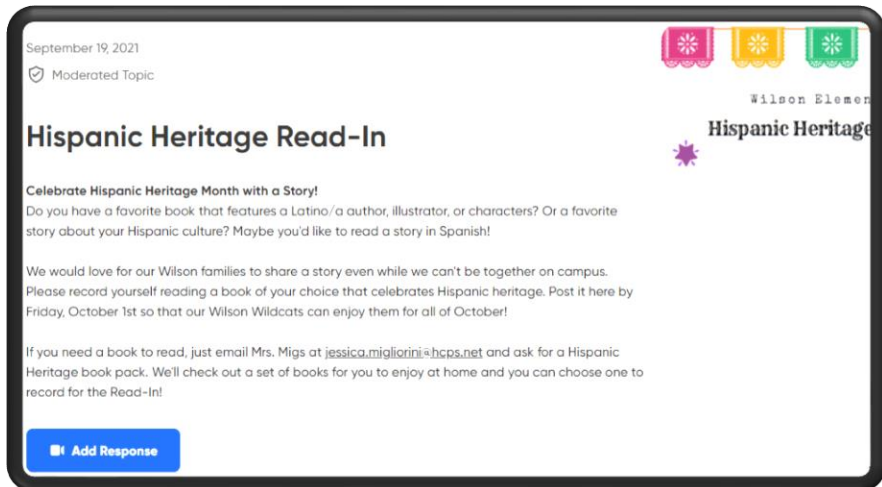 September 19, 2021
Moderated Topic
Hispanic Heritage Read-In
Celebrate Hispanic Heritage Month with a Story!
Do you have a favorite book that features a Latino/a author, illustrator, or characters? Or a favorite
story about your Hispanic culture? Maybe you'd like to read a story in Spanish!
We would love for our Wilson families to share a story even while we can't be together on campus.
Please record yourself reading a book of your choice that celebrates Hispanic heritage. Post it here by
Friday, October 1st so that our Wilson Wildcats can enjoy them for all of October!
If you need a book to read, just email Mrs. Migs at jessica.migliorini@hcps.net and ask for a Hispanic
Heritage book pack. We'll check out a set of books for you to enjoy at home and you can choose one to
record for the Read-In!
Add Response
Wilson Elemen
Hispanic Heritage